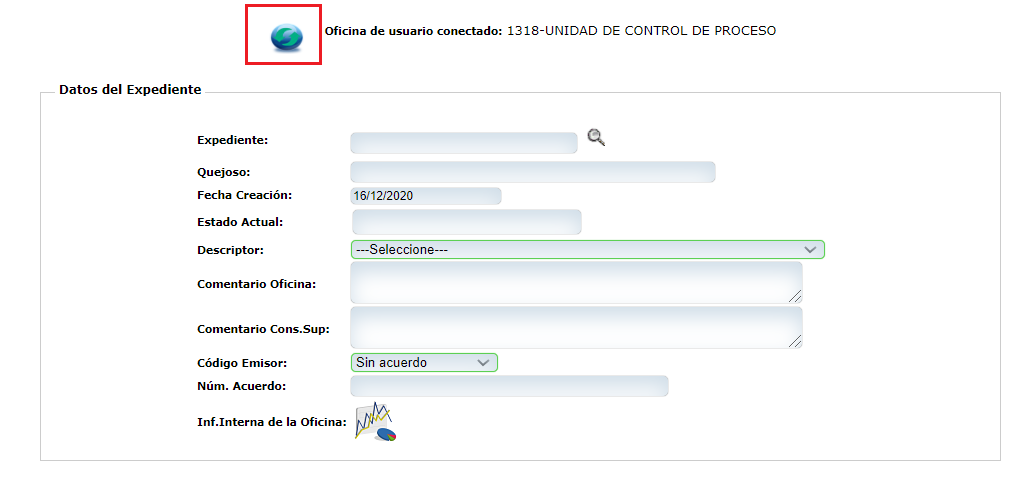 Oficina de usuario conectado: 1318-UNIDAD DE CONTROL DE PROCESO
Datos del Expediente
Expediente:
Quejoso:
Fecha Creación: 16/12/2020
Estado Actual:
Descriptor: ---Seleccione---
Comentario Oficina:
Comentario Cons.Sup:
Código Emisor: Sin acuerdo
Núm. Acuerdo:
Inf.Interna de la Oficina: